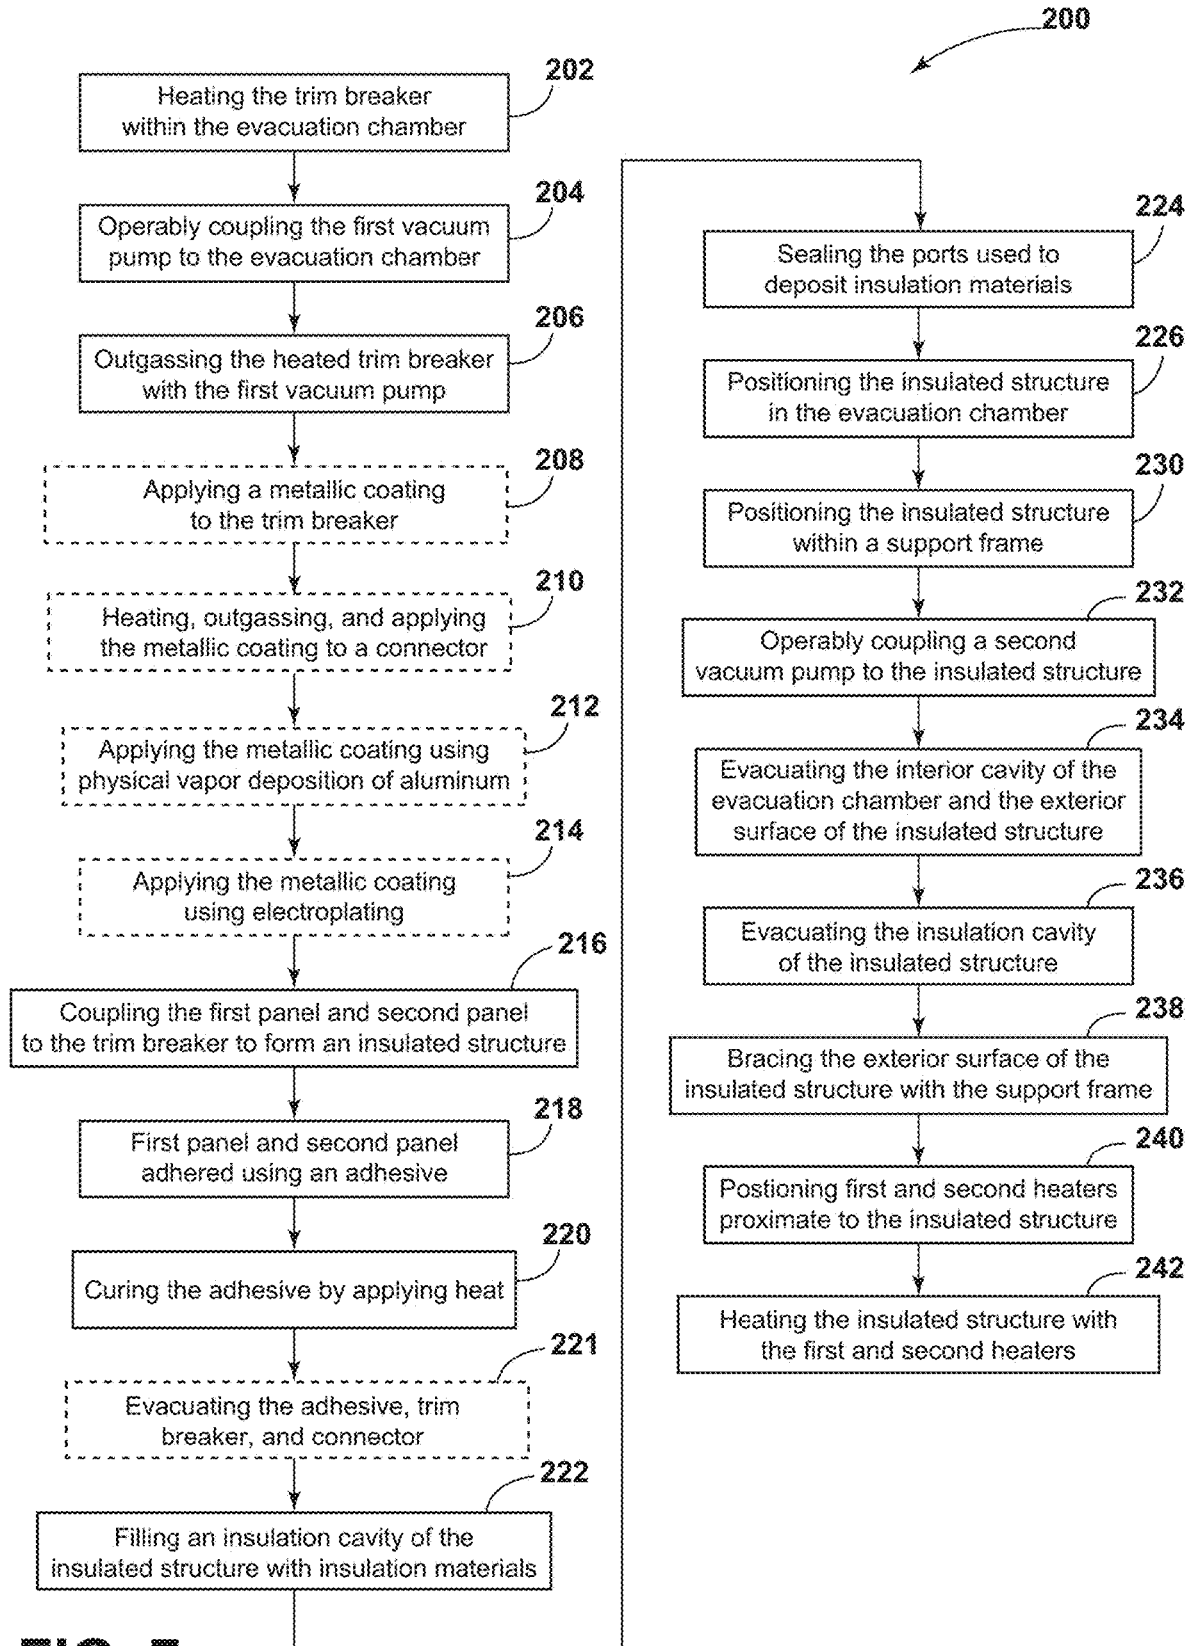 200
202
Heating the trim breaker
within the evacuation chamber
204
Operably coupling the first vacuum
pump to the evacuation chamber
206
Outgassing the heated trim breaker
with the first vacuum pump
208
Applying a metallic coating
to the trim breaker
210
Heating, outgassing, and applying
the metallic coating to a connector
212
Applying the metallic coating using
physical vapor deposition of aluminum
214
Applying the metallic coating
using electroplating
216
Coupling the first panel and second panel
to the trim breaker to form an insulated structure
218
First panel and second panel
adhered using an adhesive
220
Curing the adhesive by applying heat
221
Evacuating the adhesive, trim
breaker, and connector
222
Filling an insulation cavity of the
insulated structure with insulation materials
224
Sealing the ports used to
deposit insulation materials
226
Positioning the insulated structure
in the evacuation chamber
230
Positioning the insulated structure
within a support frame
232
Operably coupling a second
vacuum pump to the insulated structure
234
Evacuating the interior cavity of the
evacuation chamber and the exterior
surface of the insulated structure
236
Evacuating the insulation cavity
of the insulated structure
238
Bracing the exterior surface of the
insulated structure with the support frame
240
Postioning first and second heaters
proximate to the insulated structure
242
Heating the insulated structure with
the first and second heaters